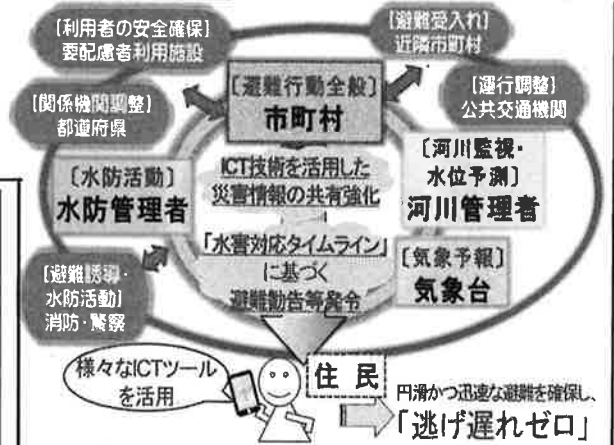 [利用者の安全確保]
要配慮者利用施設
[避難受入れ]
近隣市町村
[関係機関調整]
都道府県
[避難行動全般]
市町村
[運行調整]
公共交通機関
[水防活動]
水防管理者
ICT技術を活用した
災害情報の共有強化
[河川監視・
水位予測]
河川管理者
「水害対応タイムライン」
に基づく
避難勧告等発令
[気象予報]
気象台
[避難誘導・
水防活動]
消防・警察
様々なICTツール
を活用
住民
円滑かつ迅速な避難を確保し、
「逃げ遅れゼロ」